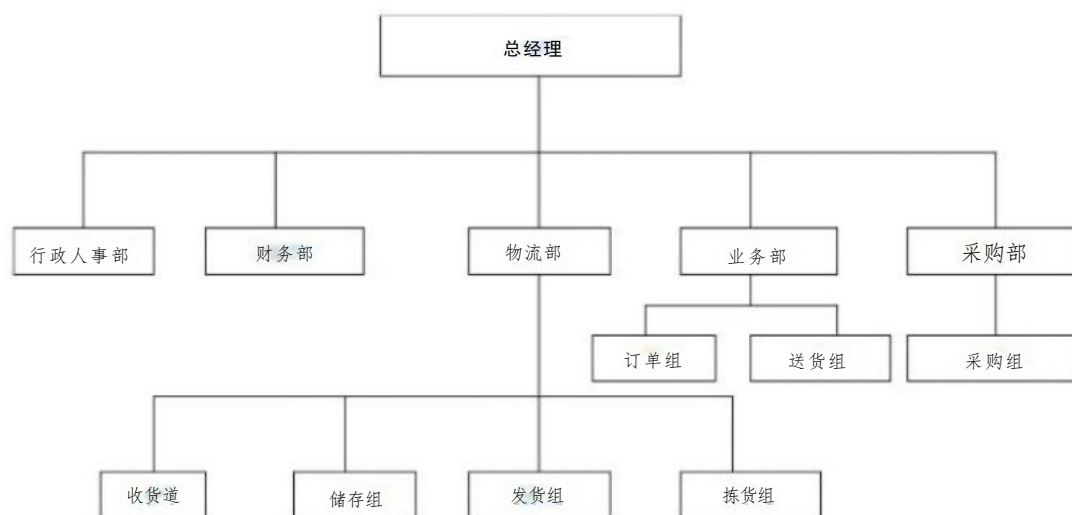 总经理
行政人事部
财务部
物流部
业务部
采购部
订单组
送货组
采购组
收货道
储存组
发货组
拣货组